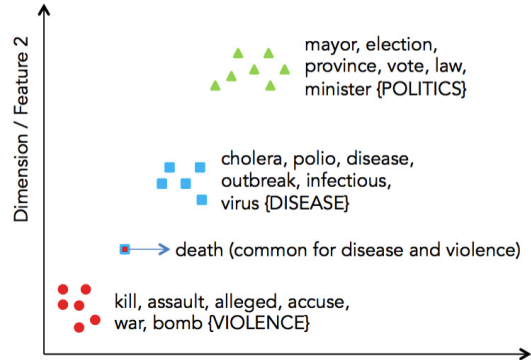 mayor, election,
province, vote, law,
minister {POLITICS}
Dimension / Feature 2
cholera, polio, disease,
outbreak, infectious,
virus {DISEASE}
death (common for disease and violence)
kill, assault, alleged, accuse,
war, bomb {VIOLENCE}